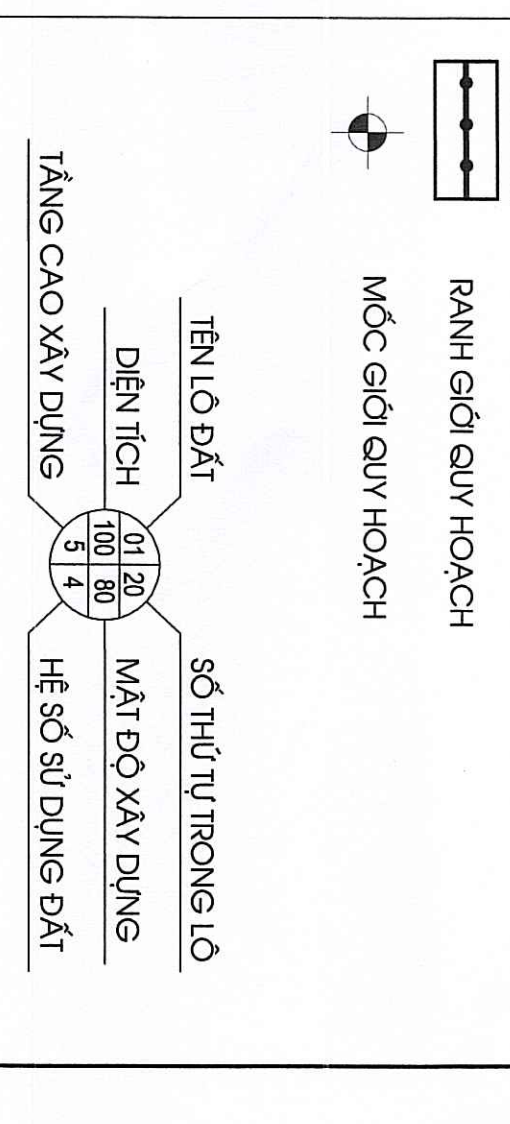 RANH GIỚI QUY HOẠCH
MỐC GIỚI QUY HOẠCH
TÊN LÔ ĐẤT
SỐ THỨ TỰ TRONG LÔ
DIỆN TÍCH
MẬT ĐỘ XÂY DỰNG
TẦNG CAO XÂY DỰNG
HỆ SỐ SỬ DỤNG ĐẤT
01 20
100 80
5 4